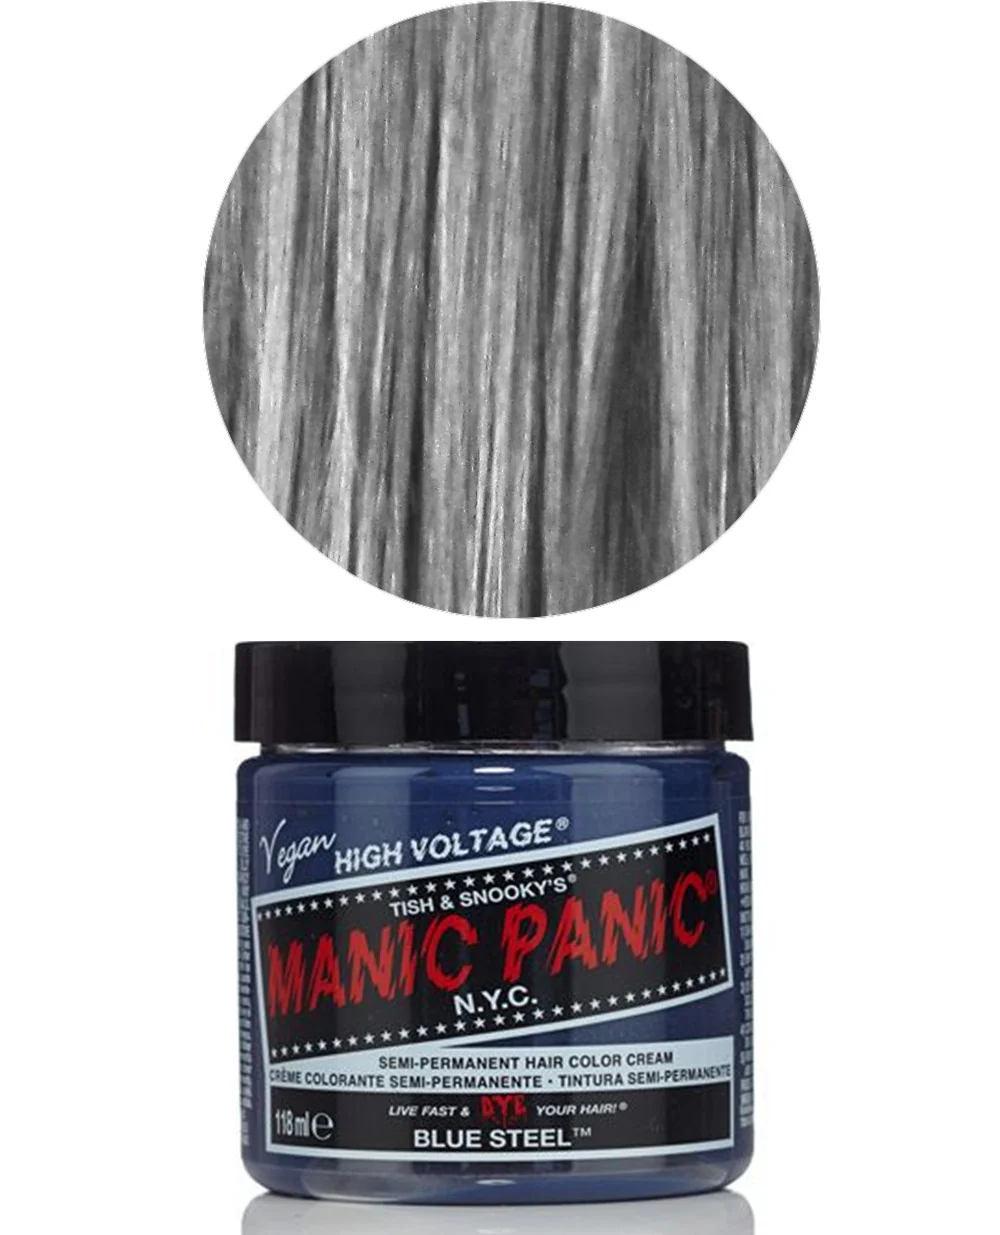 Vegan
HIGH VOLTAGE®
TISH & SNOOKY'S®
MANIC PANIC®
N.Y.C.
SEMI-PERMANENT HAIR COLOR CREAM
CRÈME COLORANTE SEMI-PERMANENTE · TINTURA SEMI-PERMANENTE
LIVE FAST & DYE YOUR HAIR!®
118 ml ℮
BLUE STEEL™